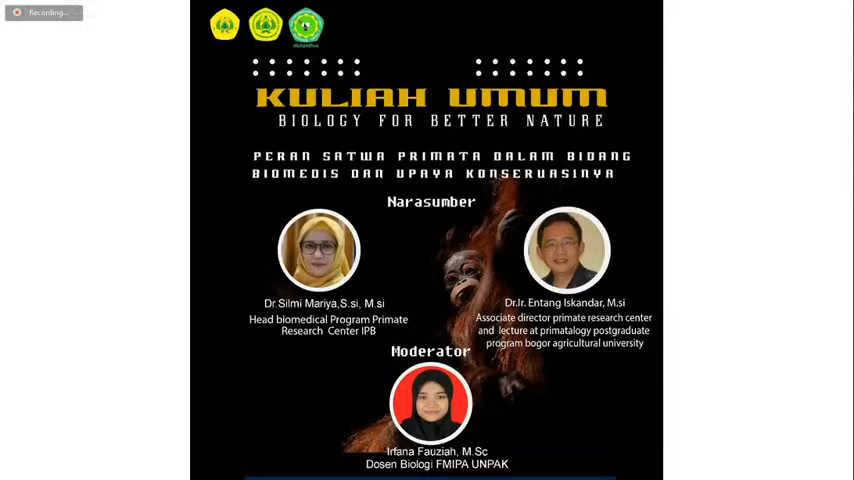 Recording...
Helianthus
KULIAH UMUM
BIOLOGY FOR BETTER NATURE
PERAN SATWA PRIMATA DALAM BIDANG
BIOMEDIS DAN UPAYA KONSERVASINYA
Narasumber
Dr.Silmi Mariya,S.si, M.si
Head biomedical Program Primate
Research Center IPB
Dr.Ir. Entang Iskandar, M.si
Associate director primate research center
and lecture at primatalogy postgraduate
program bogor agricultural university
Moderator
Irfana Fauziah, M.Sc
Dosen Biologi FMIPA UNPAK